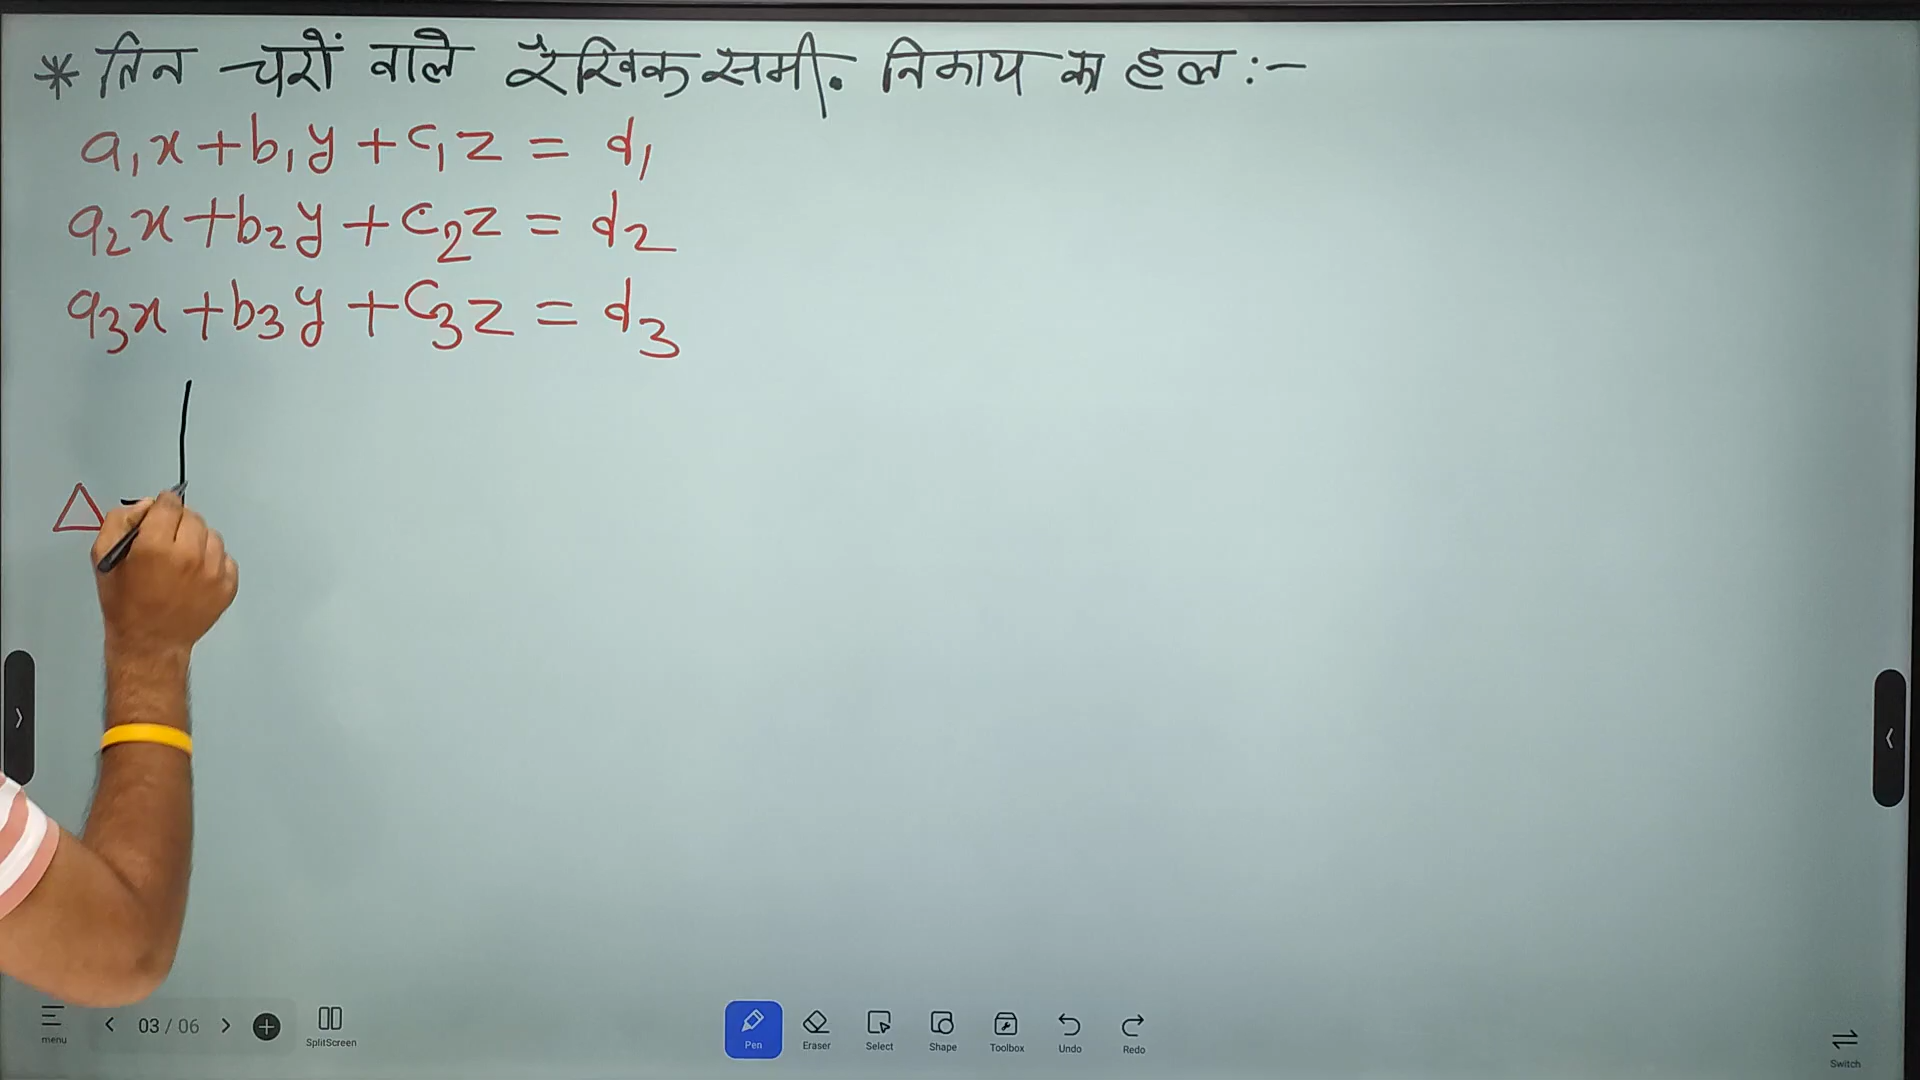 * तिन चरों वाले रैखिक समी. निकाय का हल :-
a₁x + b₁y + c₁z = d₁
a₂x + b₂y + c₂z = d₂
a₃x + b₃y + c₃z = d₃
Δ =
menu
03 / 06
SplitScreen
Pen
Eraser
Select
Shape
Toolbox
Undo
Redo
Switch